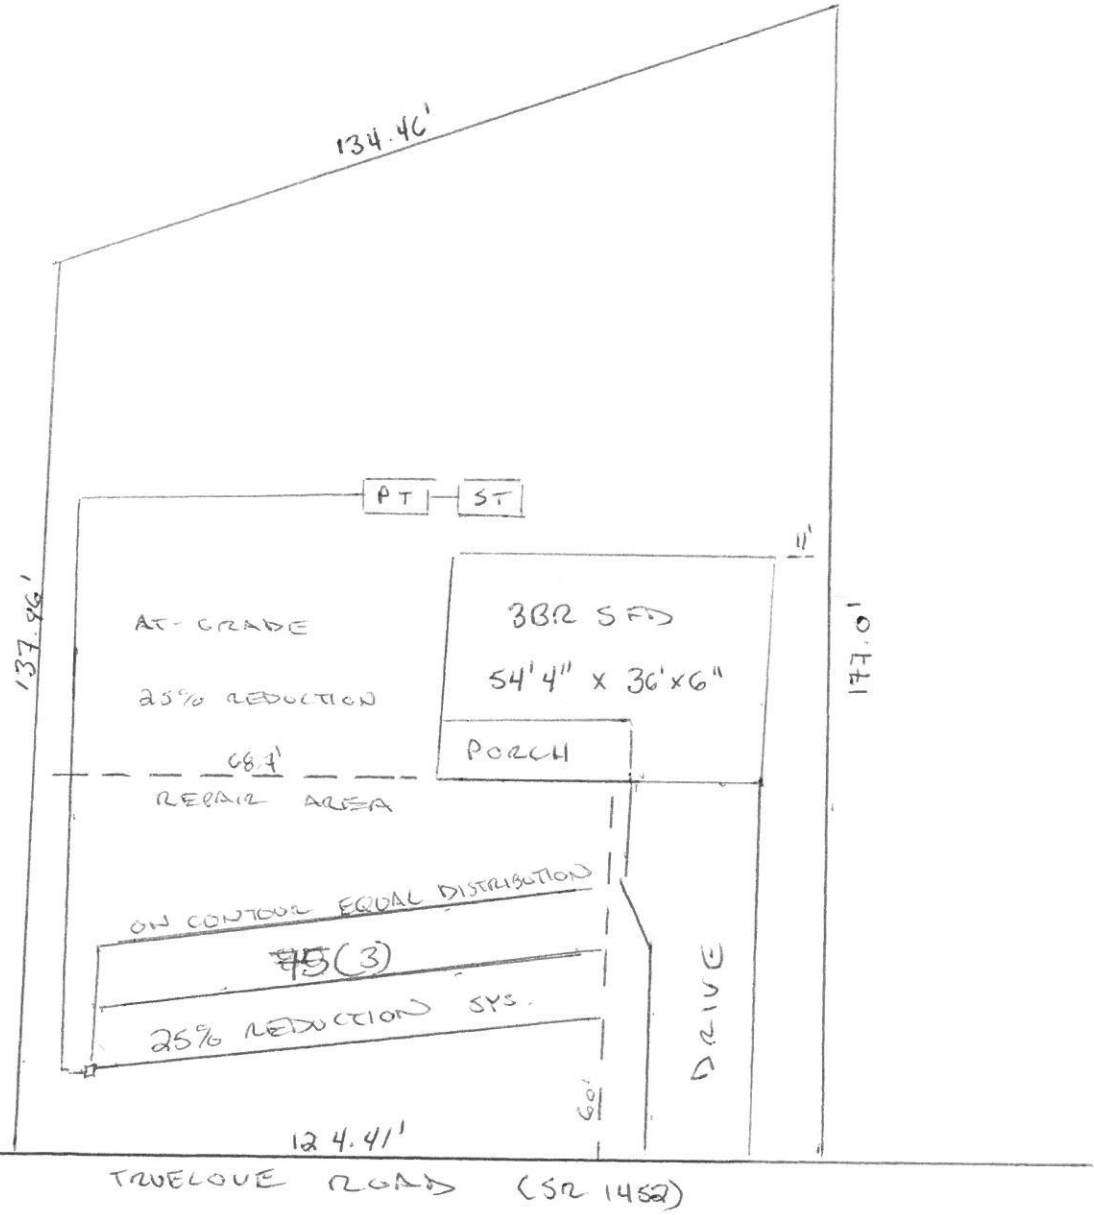 134.46'
PT
ST
11'
137.96'
AT-GRADE
25% REDUCTION
3BR SFD
54'4" x 36'x6"
177.0'
PORCH
68.7'
REPAIR AREA
ON CONTOUR EQUAL DISTRIBUTION
(3)
25% REDUCTION SYS.
DRIVE
60'
124.41'
TRUELOVE ROAD (SR 1452)